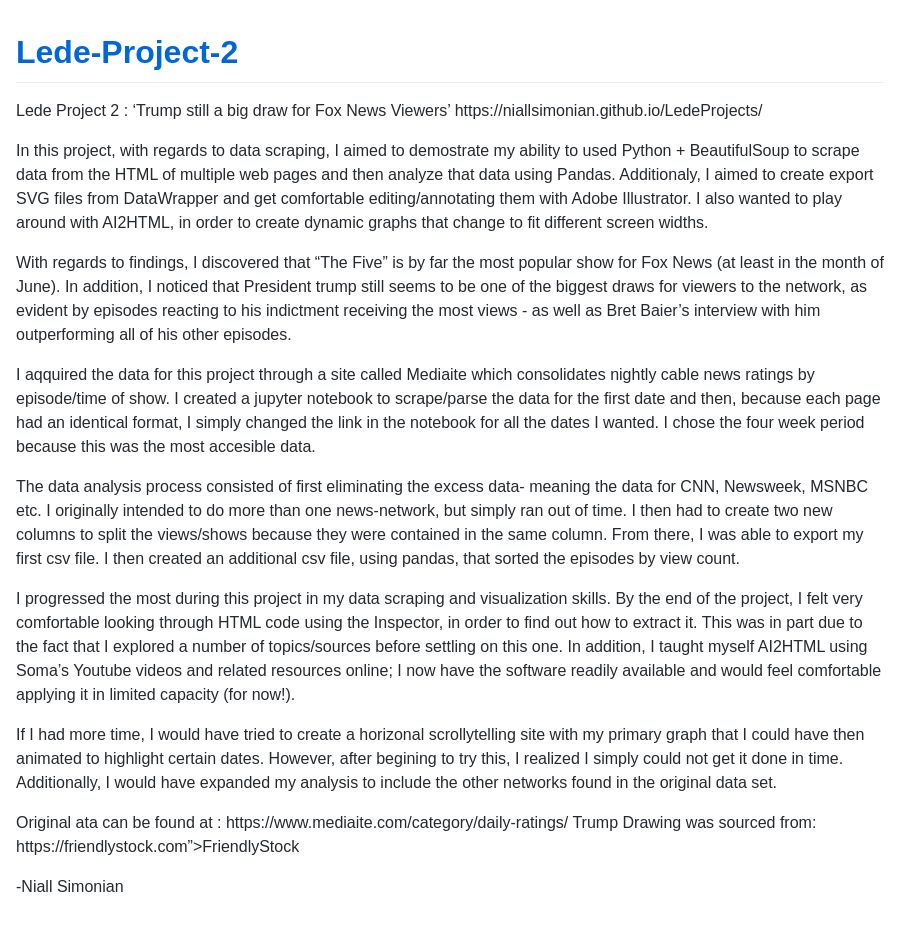 Lede-Project-2
Lede Project 2 : ‘Trump still a big draw for Fox News Viewers’ https://niallsimonian.github.io/LedeProjects/
In this project, with regards to data scraping, I aimed to demostrate my ability to used Python + BeautifulSoup to scrape
data from the HTML of multiple web pages and then analyze that data using Pandas. Additionaly, I aimed to create export
SVG files from DataWrapper and get comfortable editing/annotating them with Adobe Illustrator. I also wanted to play
around with AI2HTML, in order to create dynamic graphs that change to fit different screen widths.
With regards to findings, I discovered that “The Five” is by far the most popular show for Fox News (at least in the month of
June). In addition, I noticed that President trump still seems to be one of the biggest draws for viewers to the network, as
evident by episodes reacting to his indictment receiving the most views - as well as Bret Baier’s interview with him
outperforming all of his other episodes.
I aqquired the data for this project through a site called Mediaite which consolidates nightly cable news ratings by
episode/time of show. I created a jupyter notebook to scrape/parse the data for the first date and then, because each page
had an identical format, I simply changed the link in the notebook for all the dates I wanted. I chose the four week period
because this was the most accesible data.
The data analysis process consisted of first eliminating the excess data- meaning the data for CNN, Newsweek, MSNBC
etc. I originally intended to do more than one news-network, but simply ran out of time. I then had to create two new
columns to split the views/shows because they were contained in the same column. From there, I was able to export my
first csv file. I then created an additional csv file, using pandas, that sorted the episodes by view count.
I progressed the most during this project in my data scraping and visualization skills. By the end of the project, I felt very
comfortable looking through HTML code using the Inspector, in order to find out how to extract it. This was in part due to
the fact that I explored a number of topics/sources before settling on this one. In addition, I taught myself AI2HTML using
Soma’s Youtube videos and related resources online; I now have the software readily available and would feel comfortable
applying it in limited capacity (for now!).
If I had more time, I would have tried to create a horizonal scrollytelling site with my primary graph that I could have then
animated to highlight certain dates. However, after begining to try this, I realized I simply could not get it done in time.
Additionally, I would have expanded my analysis to include the other networks found in the original data set.
Original ata can be found at : https://www.mediaite.com/category/daily-ratings/ Trump Drawing was sourced from:
https://friendlystock.com”>FriendlyStock
-Niall Simonian